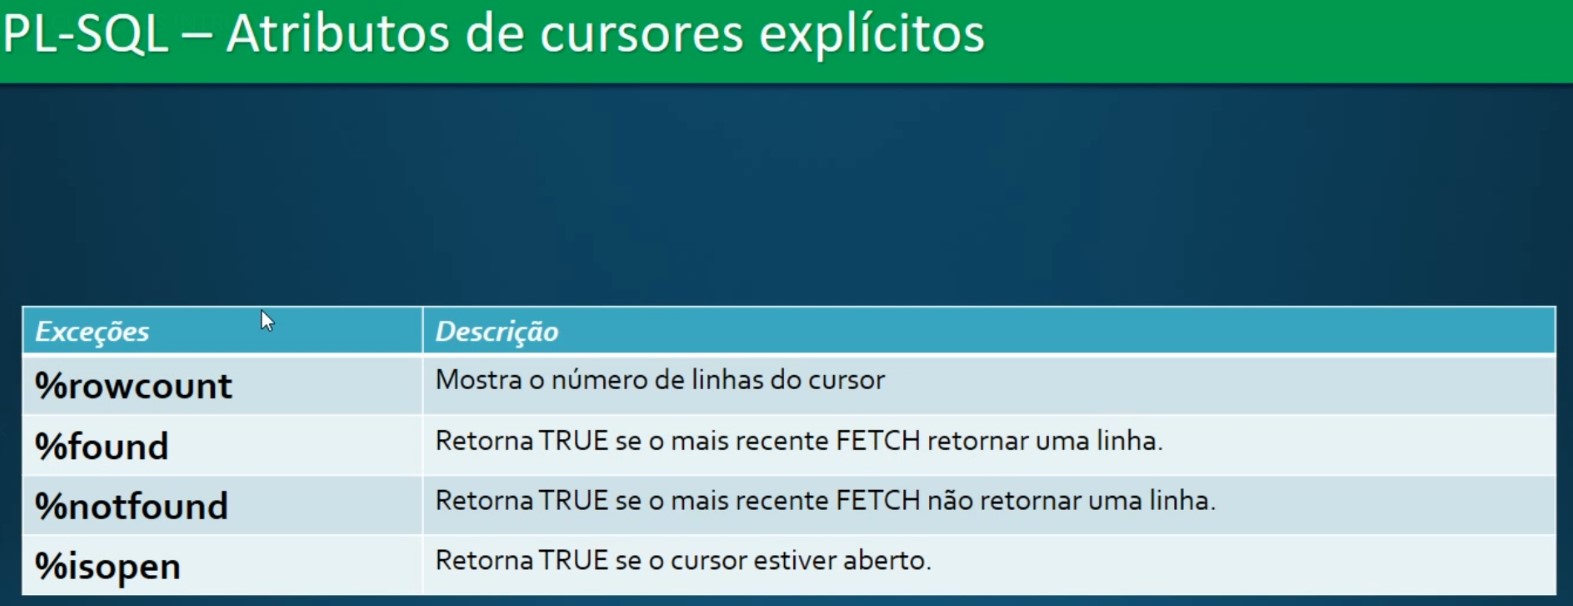 PL-SQL – Atributos de cursores explícitos
Exceções Descrição
%rowcount Mostra o número de linhas do cursor
%found Retorna TRUE se o mais recente FETCH retornar uma linha.
%notfound Retorna TRUE se o mais recente FETCH não retornar uma linha.
%isopen Retorna TRUE se o cursor estiver aberto.